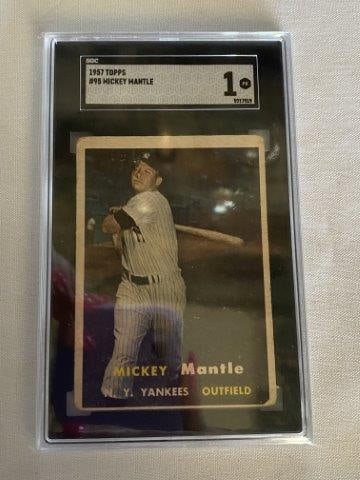 SGC
1957 TOPPS
#95 MICKEY MANTLE
1 PR
MICKEY Mantle
N. Y. YANKEES OUTFIELD